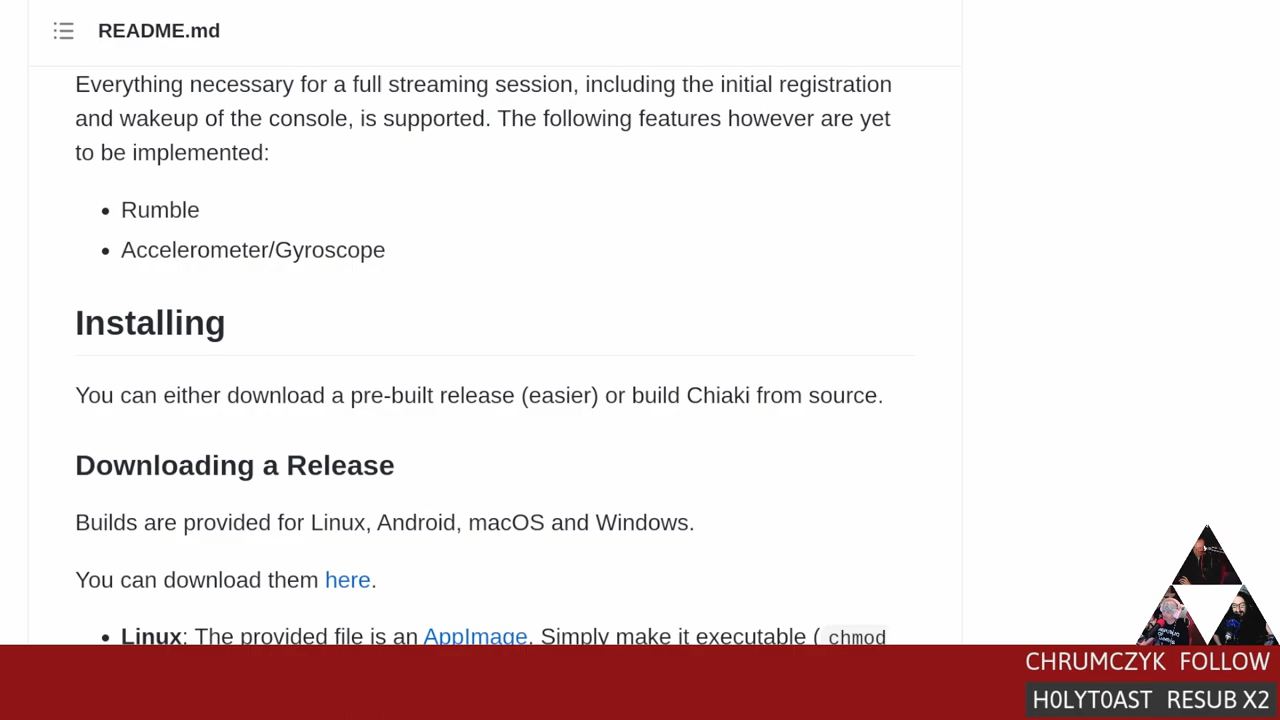 README.md
Everything necessary for a full streaming session, including the initial registration
and wakeup of the console, is supported. The following features however are yet
to be implemented:
• Rumble
• Accelerometer/Gyroscope
Installing
You can either download a pre-built release (easier) or build Chiaki from source.
Downloading a Release
Builds are provided for Linux, Android, macOS and Windows.
You can download them here.
• Linux: The provided file is an AppImage. Simply make it executable ( chmod
CHRUMCZYK FOLLOW
H0LYT0AST RESUB X2